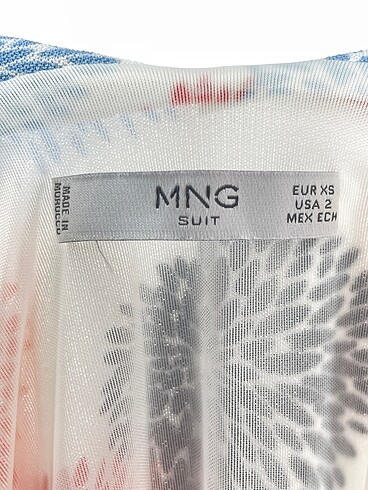 MADE IN
MOROCCO
MNG
SUIT
EUR XS
USA 2
MEX ECH